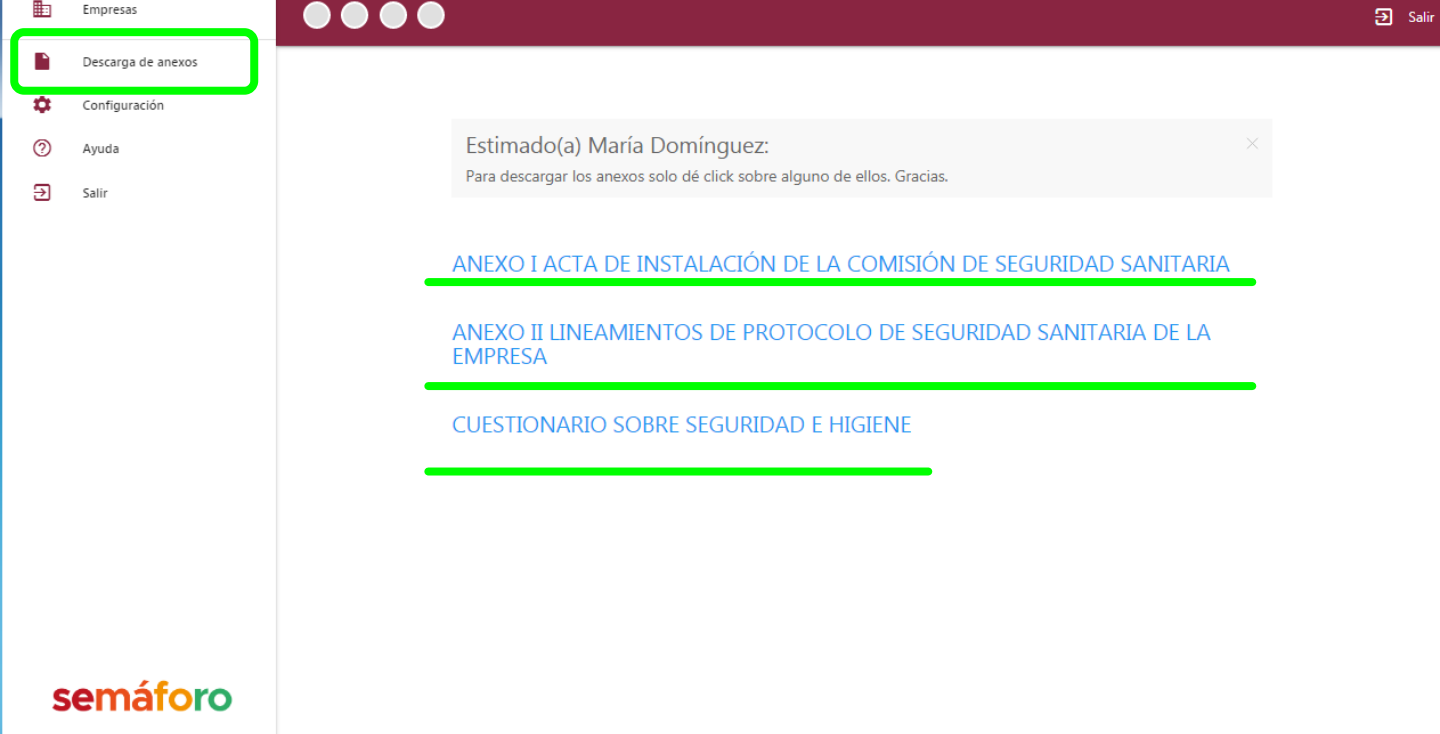 Empresas
Salir
Descarga de anexos
Configuración
Ayuda
Salir
Estimado(a) María Domínguez:
Para descargar los anexos solo dé click sobre alguno de ellos. Gracias.
ANEXO I ACTA DE INSTALACIÓN DE LA COMISIÓN DE SEGURIDAD SANITARIA
ANEXO II LINEAMIENTOS DE PROTOCOLO DE SEGURIDAD SANITARIA DE LA
EMPRESA
CUESTIONARIO SOBRE SEGURIDAD E HIGIENE
semáforo